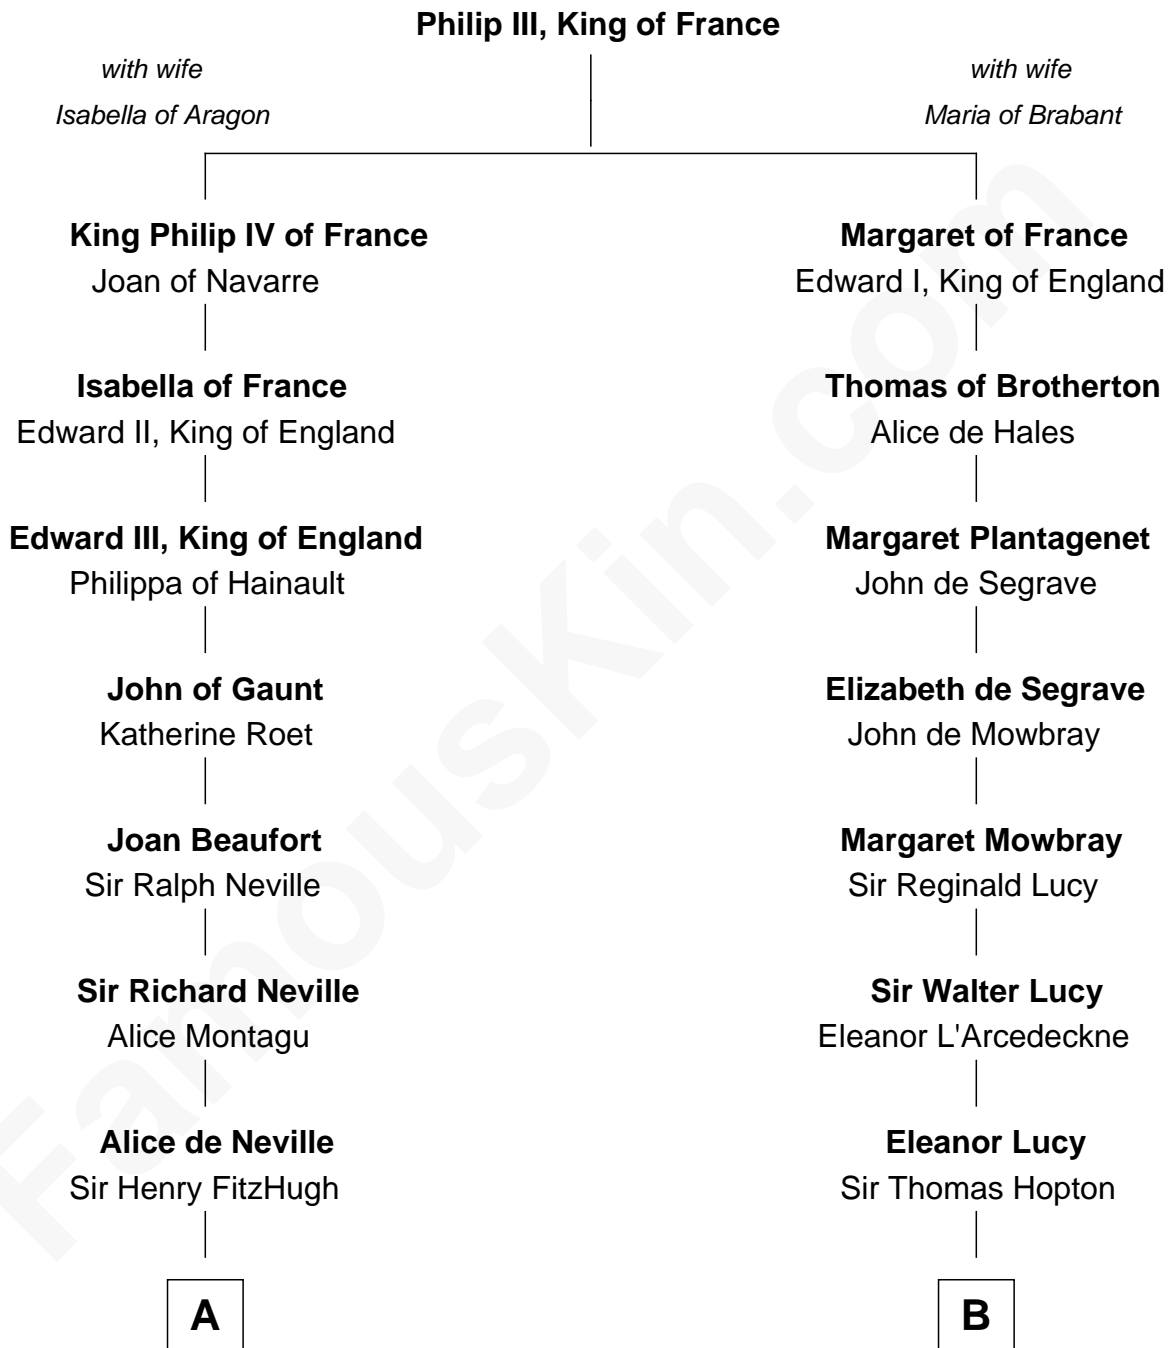 Philip III, King of France
with wife
Isabella of Aragon
with wife
Maria of Brabant
King Philip IV of France
Joan of Navarre
Margaret of France
Edward I, King of England
Isabella of France
Edward II, King of England
Thomas of Brotherton
Alice de Hales
Edward III, King of England
Philippa of Hainault
Margaret Plantagenet
John de Segrave
John of Gaunt
Katherine Roet
Elizabeth de Segrave
John de Mowbray
Joan Beaufort
Sir Ralph Neville
Margaret Mowbray
Sir Reginald Lucy
Sir Richard Neville
Alice Montagu
Sir Walter Lucy
Eleanor L'Arcedeckne
Alice de Neville
Sir Henry FitzHugh
Eleanor Lucy
Sir Thomas Hopton
A
B
FamousKin.com